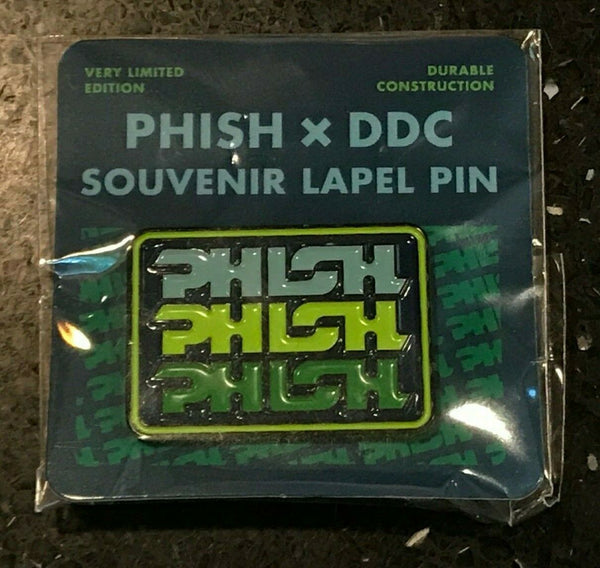 VERY LIMITED
EDITION
DURABLE
CONSTRUCTION
PHISH x DDC
SOUVENIR LAPEL PIN
PHISH
PHISH
PHISH